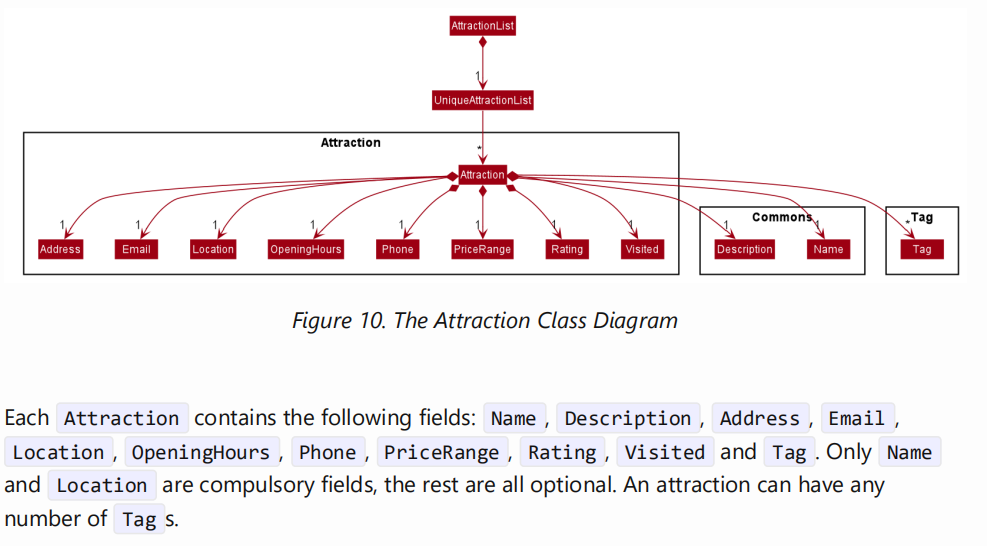 AttractionList
1
UniqueAttractionList
Attraction
*
Attraction
Commons
Tag
1 1 1 1 1 1 1 1 1 1 *
Address Email Location OpeningHours Phone PriceRange Rating Visited Description Name Tag
Figure 10. The Attraction Class Diagram
Each Attraction contains the following fields: Name , Description , Address , Email ,
Location , OpeningHours , Phone , PriceRange , Rating , Visited and Tag . Only Name
and Location are compulsory fields, the rest are all optional. An attraction can have any
number of Tag s.